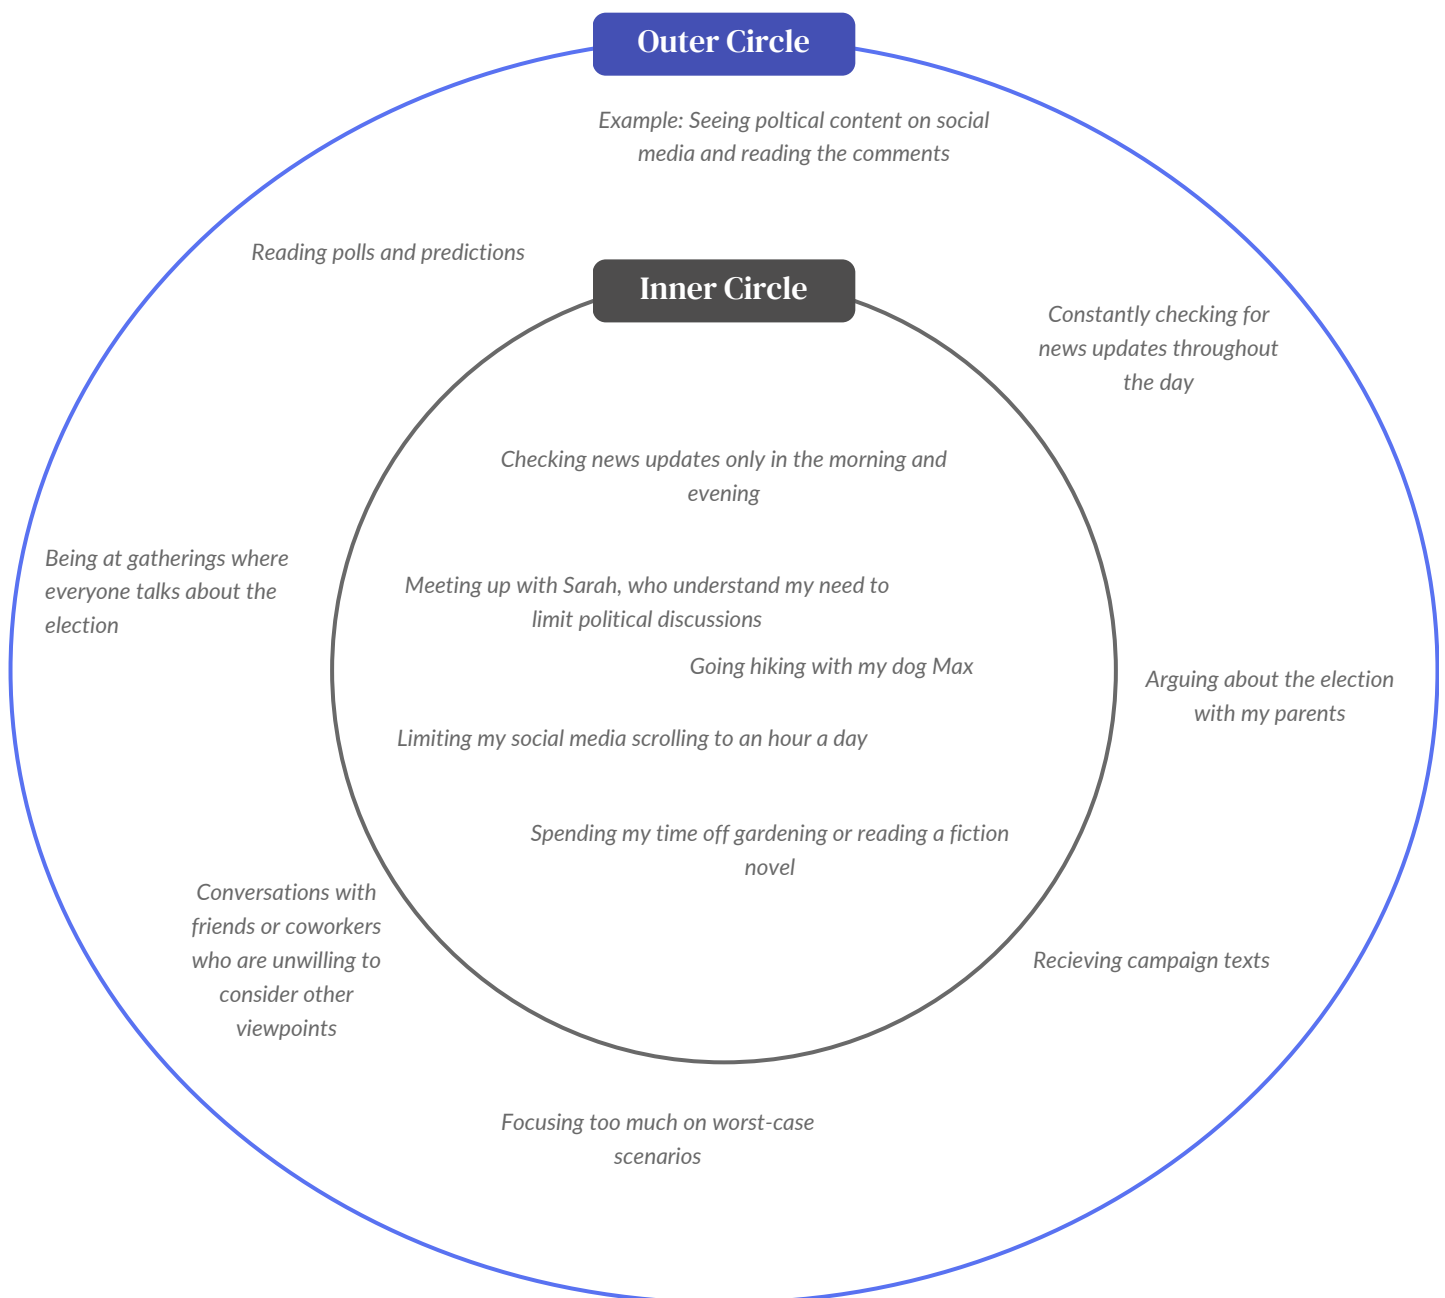 Outer Circle
Example: Seeing poltical content on social
media and reading the comments
Reading polls and predictions
Inner Circle
Constantly checking for
news updates throughout
the day
Checking news updates only in the morning and
evening
Being at gatherings where
everyone talks about the
election
Meeting up with Sarah, who understand my need to
limit political discussions
Going hiking with my dog Max
Arguing about the election
with my parents
Limiting my social media scrolling to an hour a day
Spending my time off gardening or reading a fiction
novel
Conversations with
friends or coworkers
who are unwilling to
consider other
viewpoints
Recieving campaign texts
Focusing too much on worst-case
scenarios